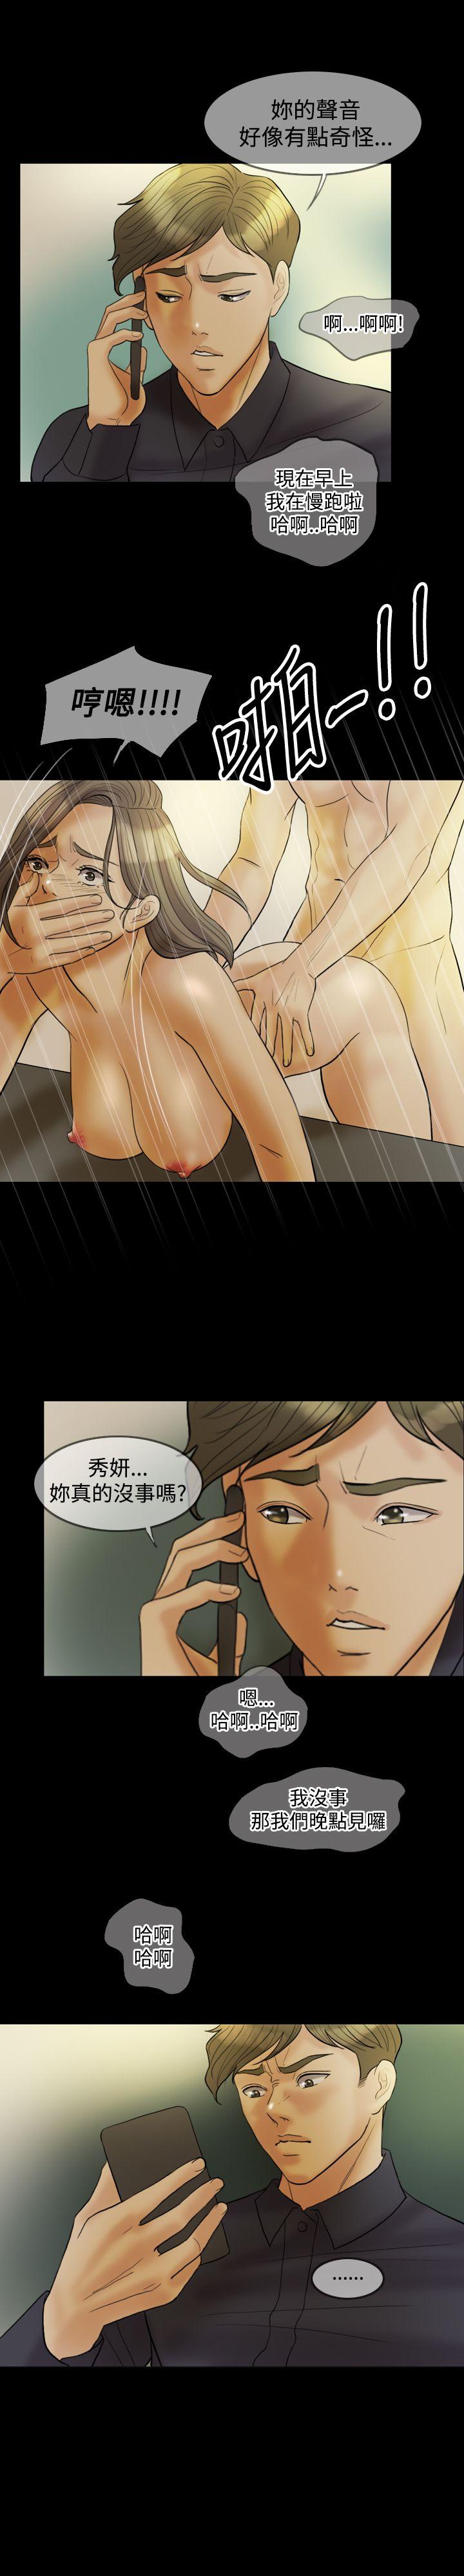 妳的聲音
好像有點奇怪...
啊...啊啊!
現在早上
我在慢跑啦
哈啊..哈啊
哼嗯!!!!
啪—!!
秀妍...
妳真的沒事嗎?
嗯...
哈啊..哈啊
我沒事
那我們晚點見囉
哈啊
哈啊
......